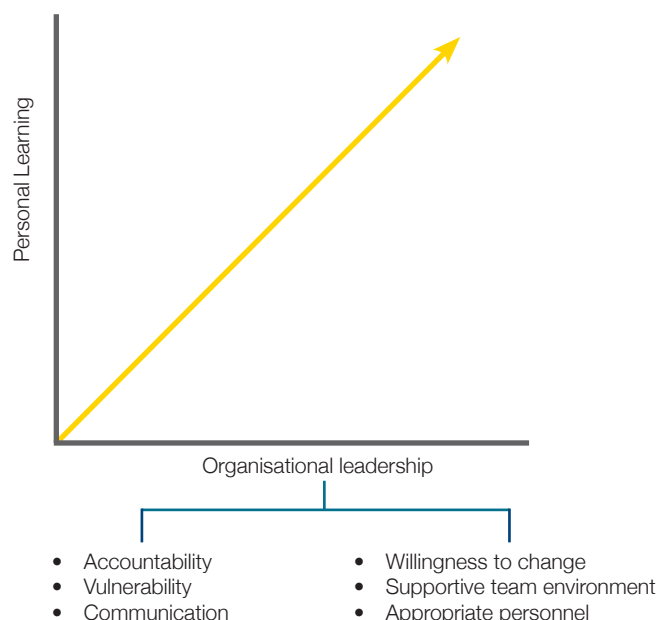 Personal Learning
Organisational leadership
• Accountability
• Vulnerability
• Communication
• Willingness to change
• Supportive team environment
• Appropriate personnel